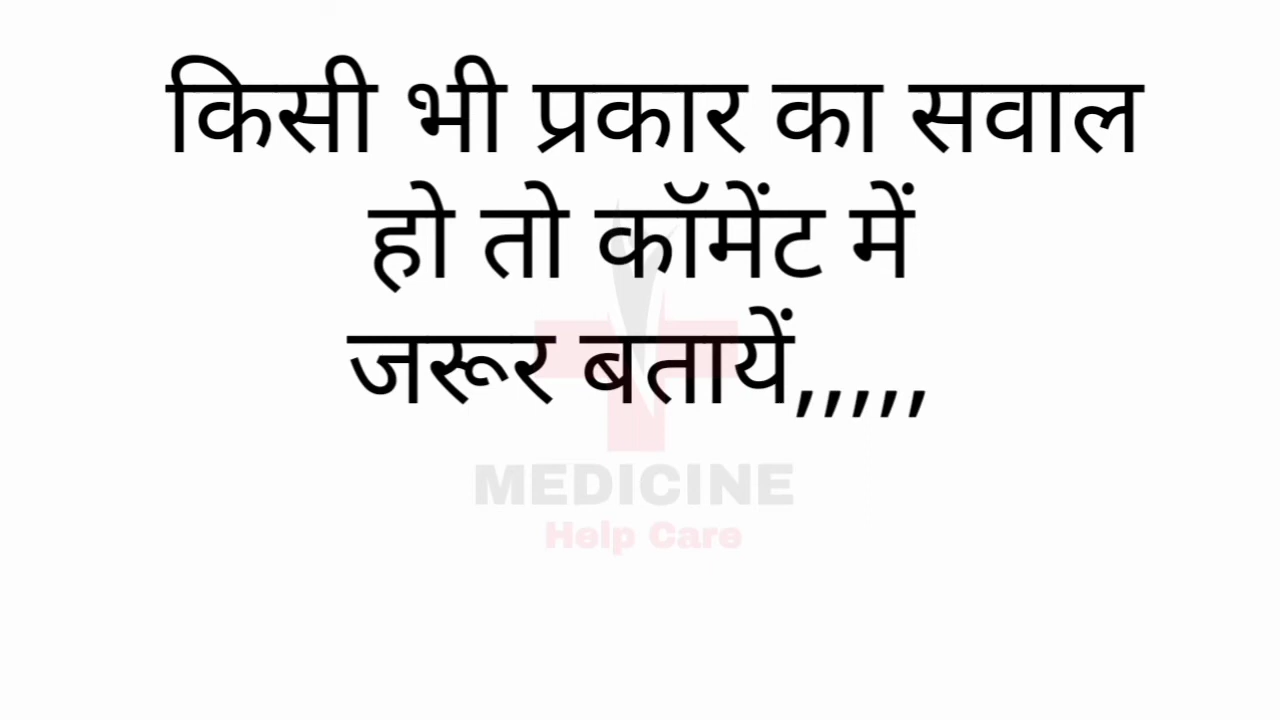 किसी भी प्रकार का सवाल
हो तो कॉमेंट में
जरूर बतायें,,,,,
MEDICINE
Help Care